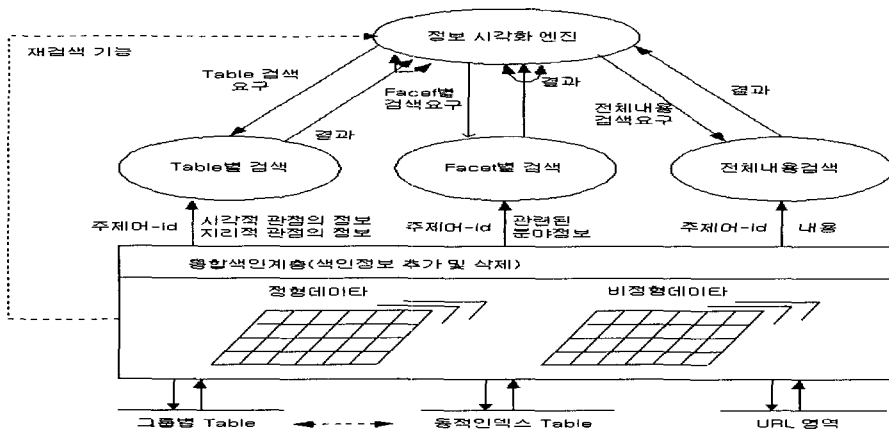 정보 시각화 엔진
재검색 기능
Table 검색
요구
결과
Facet별
검색요구
결과
전체내용
검색요구
결과
Table별 검색
Facet별 검색
전체내용검색
주제어-id
시각적 관점의 정보
지리적 관점의 정보
주제어-id
관련된
분야정보
주제어-id
내용
통합색인계층(색인정보 추가 및 삭제)
정형데이타
비정형데이타
그룹별 Table
동적인덱스 Table
URL 영역